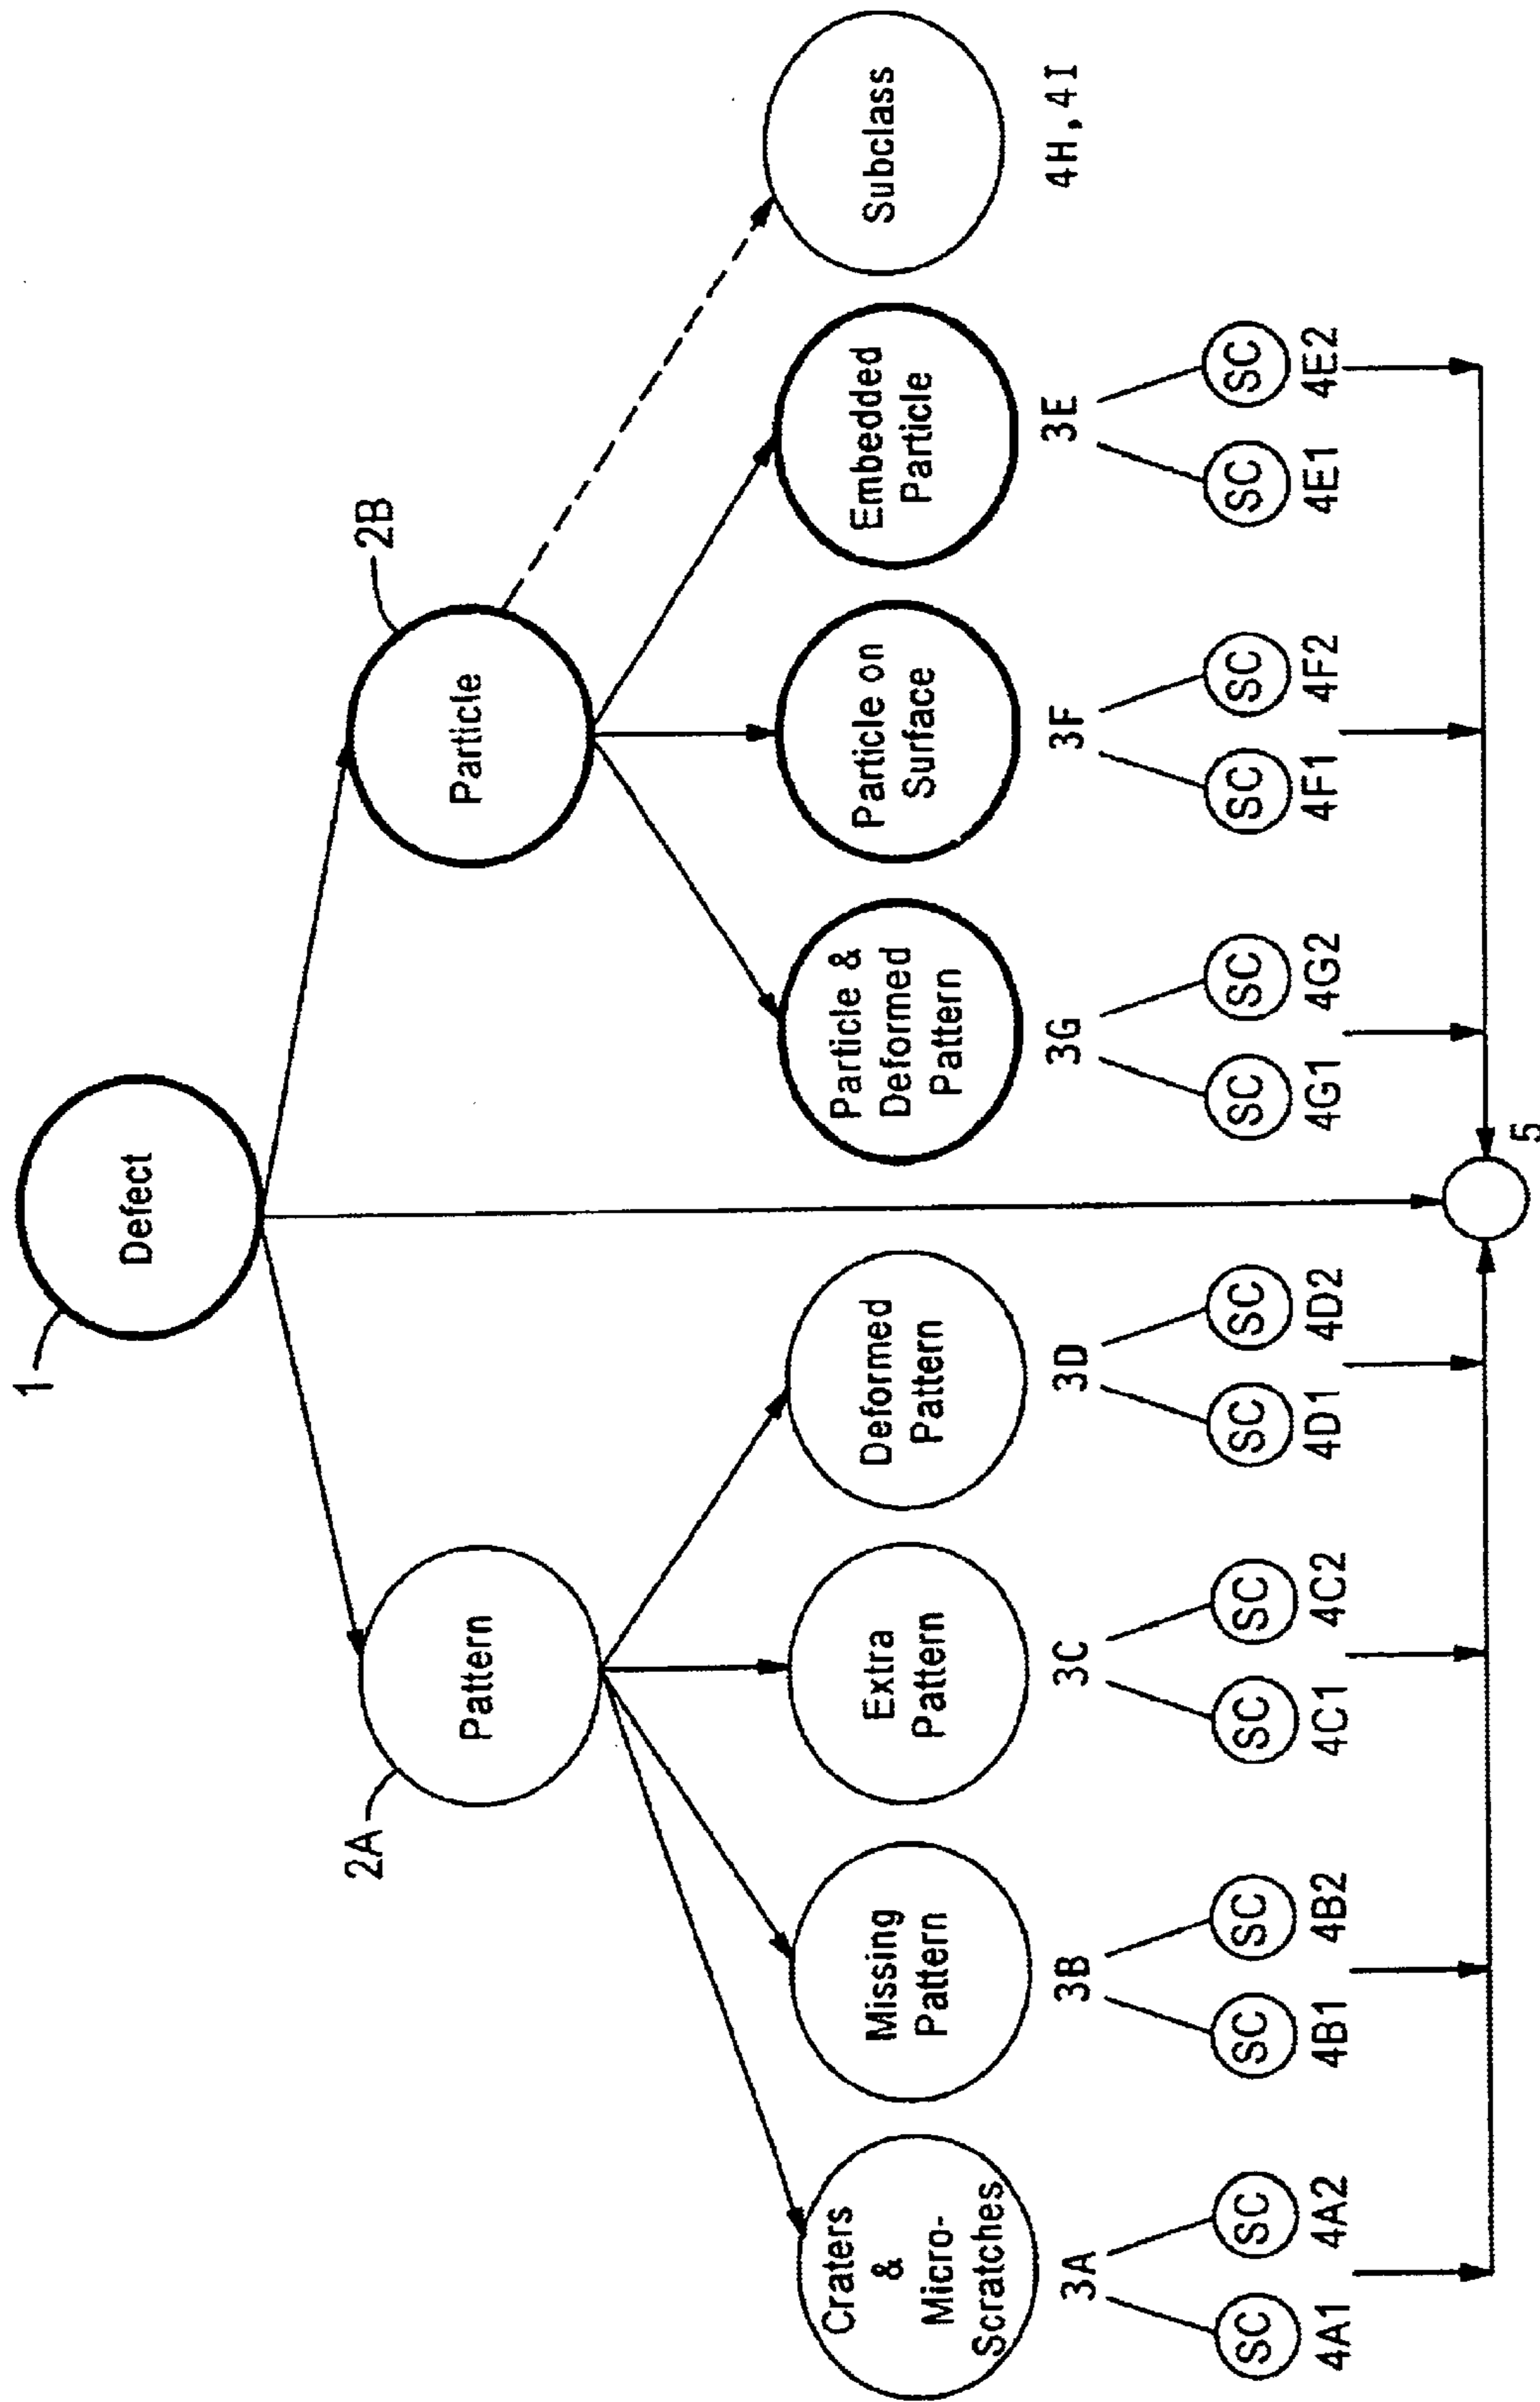 Defect
1
Pattern
2A
Particle
2B
Craters
&
Micro-
Scratches
Missing
Pattern
Extra
Pattern
Deformed
Pattern
Particle &
Deformed
Pattern
Particle on
Surface
Embedded
Particle
Subclass
3A
3B
3C
3D
3G
3F
3E
4H,4I
SC
SC
SC
SC
SC
SC
SC
SC
SC
SC
SC
SC
SC
SC
4A1
4A2
4B1
4B2
4C1
4C2
4D1
4D2
4G1
4G2
4F1
4F2
4E1
4E2
5